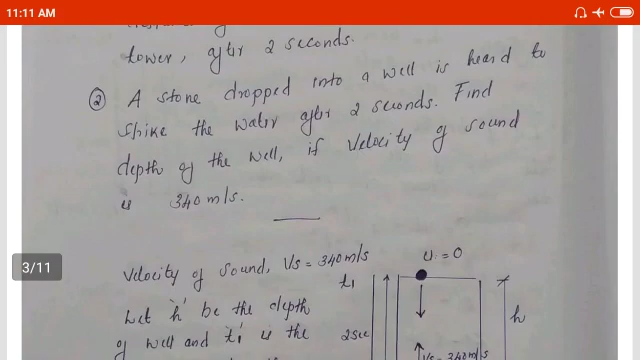 11:11 AM
tower, after 2 seconds.
② A stone dropped into a well is heard to
strike the water after 2 seconds. Find
depth of the well, if velocity of sound
is 340 m/s.
3/11
Velocity of sound, Vs = 340 m/s
Let 'h' be the depth
of well and t₁ is the
t₁
u = 0
h
2 sec
Vs = 340 m/s